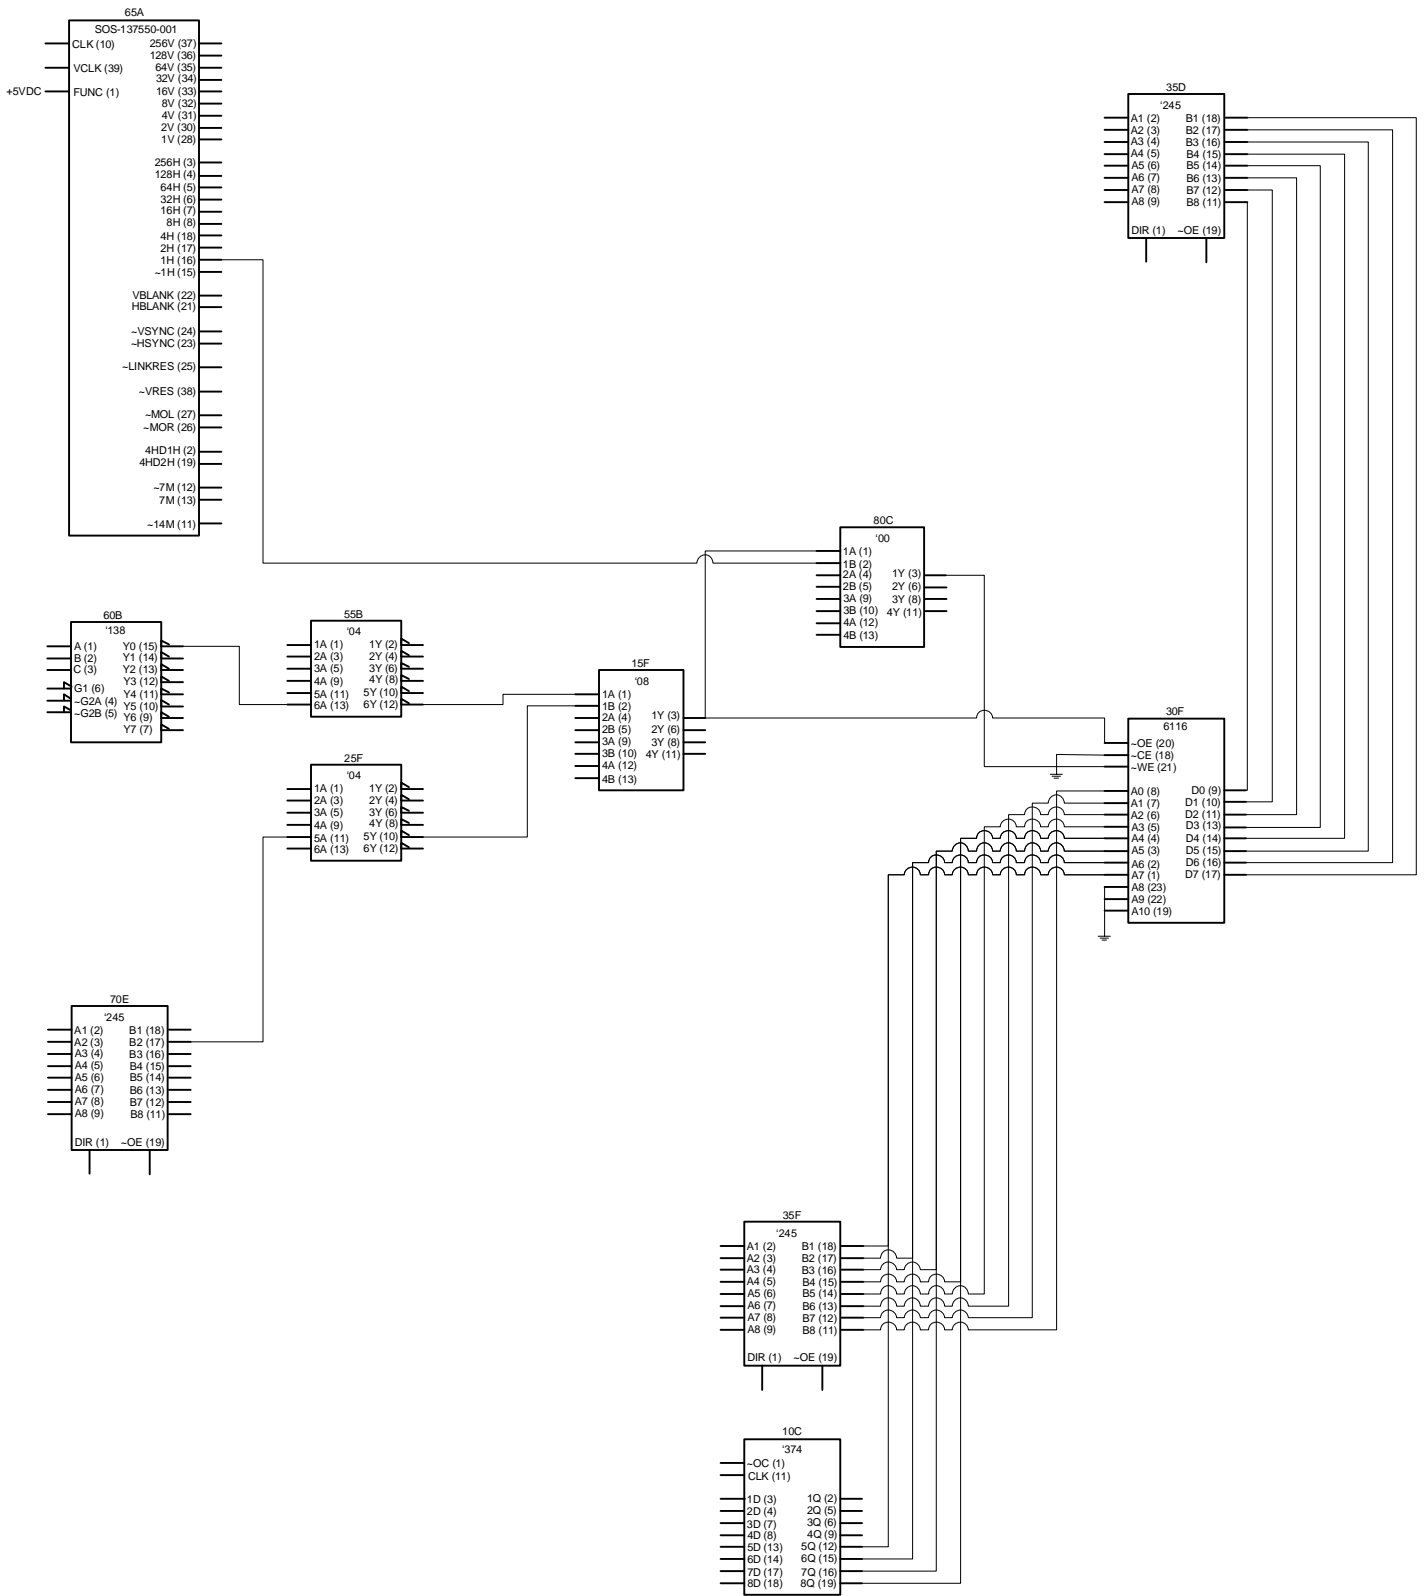 65A
SOS-137550-001
CLK (10)
VCLK (39)
+5VDC
FUNC (1)
256V (37)
128V (36)
64V (35)
32V (34)
16V (33)
8V (32)
4V (31)
2V (30)
1V (28)
256H (3)
128H (4)
64H (5)
32H (6)
16H (7)
8H (8)
4H (18)
2H (17)
1H (16)
~1H (15)
VBLANK (22)
HBLANK (21)
~VSYNC (24)
~HSYNC (23)
~LINKRES (25)
~VRES (38)
~MOL (27)
~MOR (26)
4HD1H (2)
4HD2H (19)
~7M (12)
7M (13)
~14M (11)
35D
'245
A1 (2)
A2 (3)
A3 (4)
A4 (5)
A5 (6)
A6 (7)
A7 (8)
A8 (9)
B1 (18)
B2 (17)
B3 (16)
B4 (15)
B5 (14)
B6 (13)
B7 (12)
B8 (11)
DIR (1)
~OE (19)
80C
'00
1A (1)
1B (2)
2A (4)
2B (5)
3A (9)
3B (10)
4A (12)
4B (13)
1Y (3)
2Y (6)
3Y (8)
4Y (11)
60B
'138
A (1)
B (2)
C (3)
G1 (6)
~G2A (4)
~G2B (5)
Y0 (15)
Y1 (14)
Y2 (13)
Y3 (12)
Y4 (11)
Y5 (10)
Y6 (9)
Y7 (7)
55B
'04
1A (1)
2A (3)
3A (5)
4A (9)
5A (11)
6A (13)
1Y (2)
2Y (4)
3Y (6)
4Y (8)
5Y (10)
6Y (12)
15F
'08
1A (1)
1B (2)
2A (4)
2B (5)
3A (9)
3B (10)
4A (12)
4B (13)
1Y (3)
2Y (6)
3Y (8)
4Y (11)
25F
'04
1A (1)
2A (3)
3A (5)
4A (9)
5A (11)
6A (13)
1Y (2)
2Y (4)
3Y (6)
4Y (8)
5Y (10)
6Y (12)
30F
6116
~OE (20)
~CE (18)
~WE (21)
A0 (8)
A1 (7)
A2 (6)
A3 (5)
A4 (4)
A5 (3)
A6 (2)
A7 (1)
A8 (23)
A9 (22)
A10 (19)
D0 (9)
D1 (10)
D2 (11)
D3 (13)
D4 (14)
D5 (15)
D6 (16)
D7 (17)
70E
'245
A1 (2)
A2 (3)
A3 (4)
A4 (5)
A5 (6)
A6 (7)
A7 (8)
A8 (9)
B1 (18)
B2 (17)
B3 (16)
B4 (15)
B5 (14)
B6 (13)
B7 (12)
B8 (11)
DIR (1)
~OE (19)
35F
'245
A1 (2)
A2 (3)
A3 (4)
A4 (5)
A5 (6)
A6 (7)
A7 (8)
A8 (9)
B1 (18)
B2 (17)
B3 (16)
B4 (15)
B5 (14)
B6 (13)
B7 (12)
B8 (11)
DIR (1)
~OE (19)
10C
'374
~OC (1)
CLK (11)
1D (3)
2D (4)
3D (7)
4D (8)
5D (13)
6D (14)
7D (17)
8D (18)
1Q (2)
2Q (5)
3Q (6)
4Q (9)
5Q (12)
6Q (15)
7Q (16)
8Q (19)